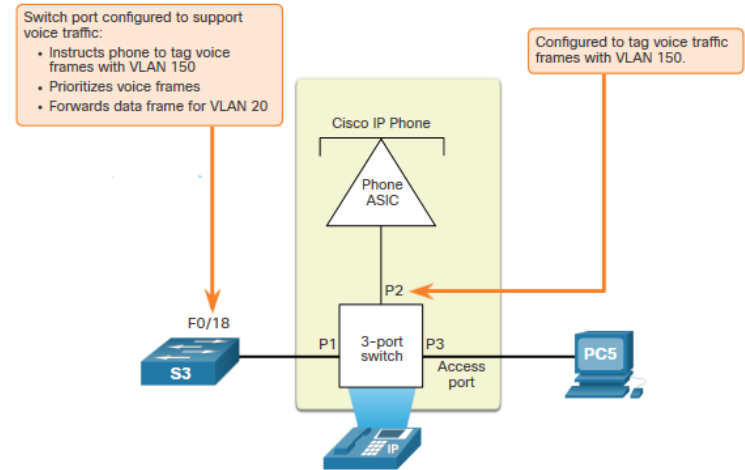 Switch port configured to support
voice traffic:
• Instructs phone to tag voice
frames with VLAN 150
• Prioritizes voice frames
• Forwards data frame for VLAN 20
Configured to tag voice traffic
frames with VLAN 150.
Cisco IP Phone
Phone
ASIC
P2
F0/18
P1
3-port
switch
P3
Access
port
S3
PC5
IP